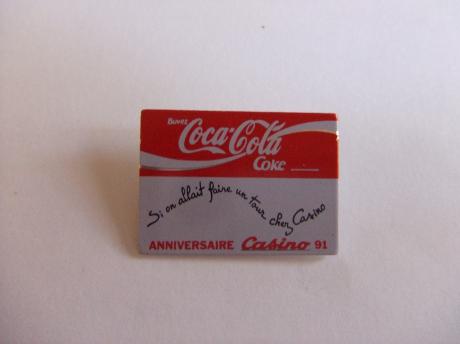 Buvez
Coca-Cola
Coke
Si on allait faire un tour chez Casino
ANNIVERSAIRE Casino 91